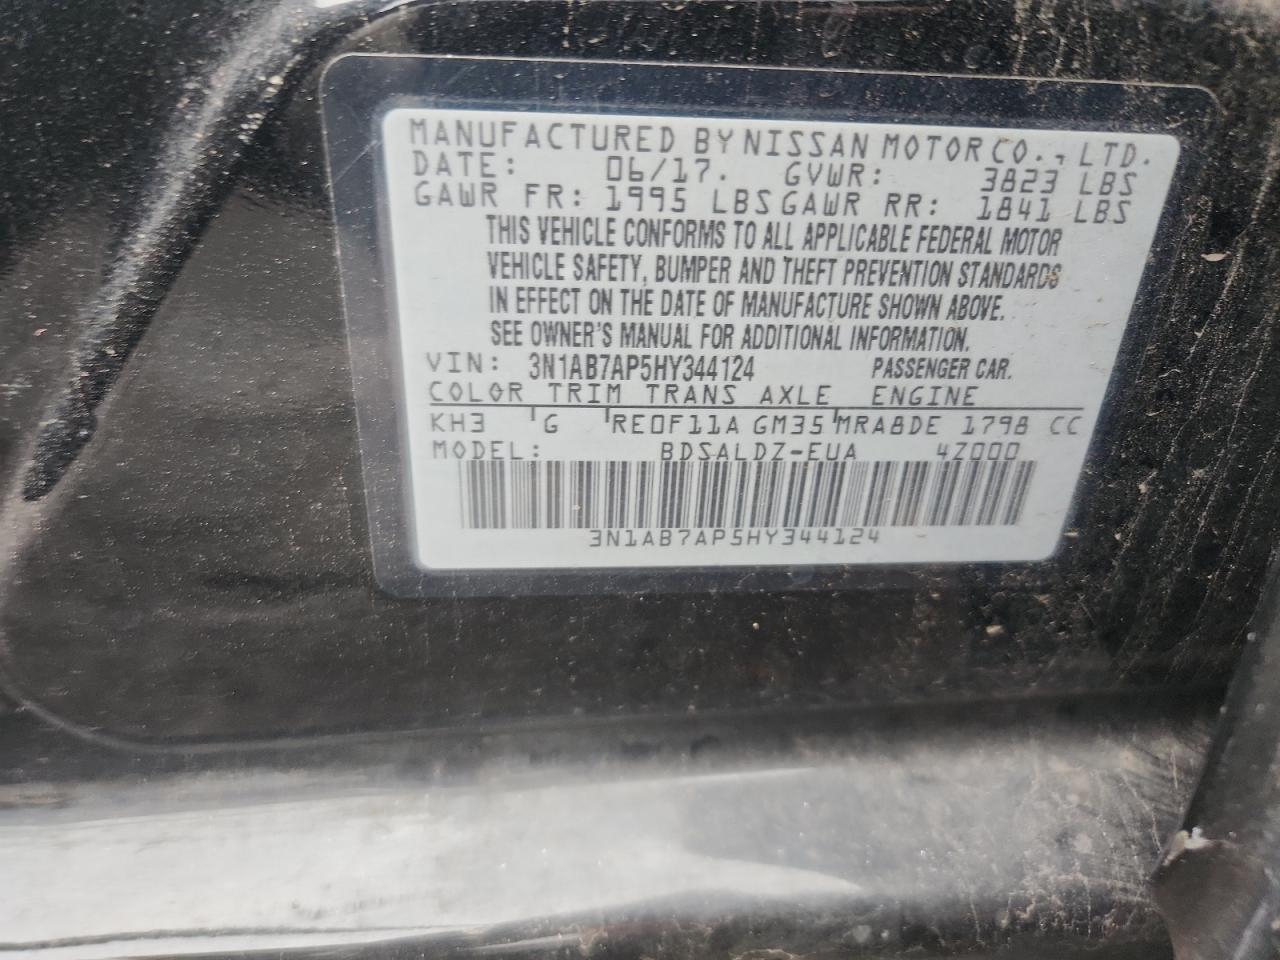 MANUFACTURED BY NISSAN MOTOR CO., LTD.
DATE: 06/17. GVWR: 3823 LBS
GAWR FR: 1995 LBS GAWR RR: 1841 LBS
THIS VEHICLE CONFORMS TO ALL APPLICABLE FEDERAL MOTOR
VEHICLE SAFETY, BUMPER AND THEFT PREVENTION STANDARDS
IN EFFECT ON THE DATE OF MANUFACTURE SHOWN ABOVE.
SEE OWNER'S MANUAL FOR ADDITIONAL INFORMATION.
VIN: 3N1AB7AP5HY344124 PASSENGER CAR.
COLOR TRIM TRANS AXLE ENGINE
KH3 G RE0F11A GM35 MRA8DE 1798 CC
MODEL: BDSALDZ-EUA 4Z000
3N1AB7AP5HY344124